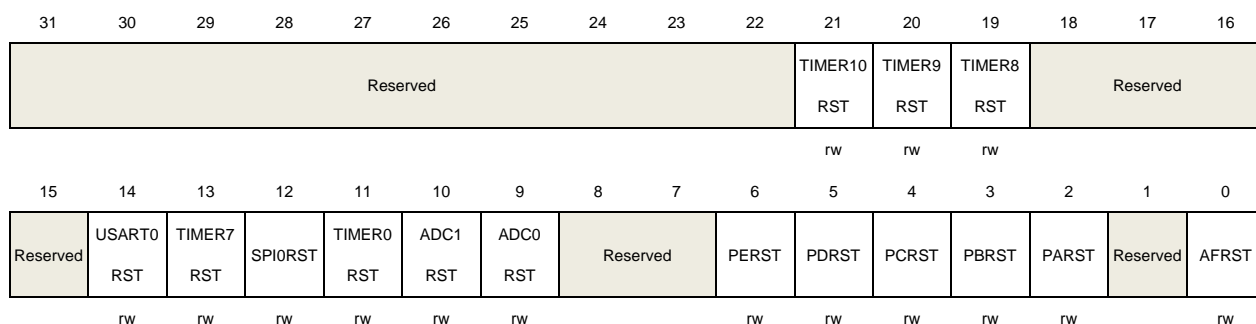 31 30 29 28 27 26 25 24 23 22 21 20 19 18 17 16
Reserved TIMER10 RST TIMER9 RST TIMER8 RST Reserved
rw rw rw
15 14 13 12 11 10 9 8 7 6 5 4 3 2 1 0
Reserved USART0 RST TIMER7 RST SPI0RST TIMER0 RST ADC1 RST ADC0 RST Reserved PERST PDRST PCRST PBRST PARST Reserved AFRST
rw rw rw rw rw rw rw rw rw rw rw rw